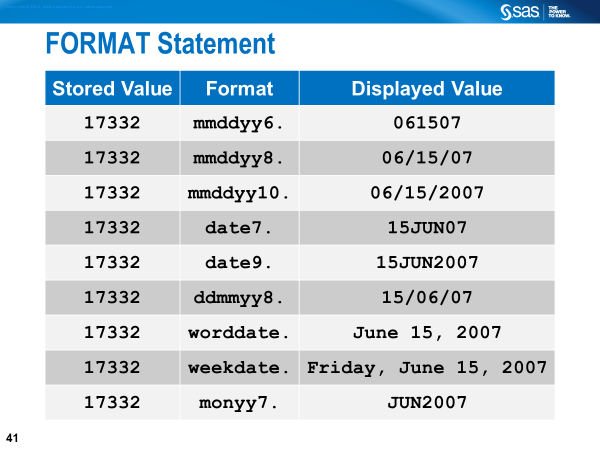 sas THE POWER TO KNOW.
FORMAT Statement
Stored Value Format Displayed Value
17332 mmddyy6. 061507
17332 mmddyy8. 06/15/07
17332 mmddyy10. 06/15/2007
17332 date7. 15JUN07
17332 date9. 15JUN2007
17332 ddmmyy8. 15/06/07
17332 worddate. June 15, 2007
17332 weekdate. Friday, June 15, 2007
17332 monyy7. JUN2007
41